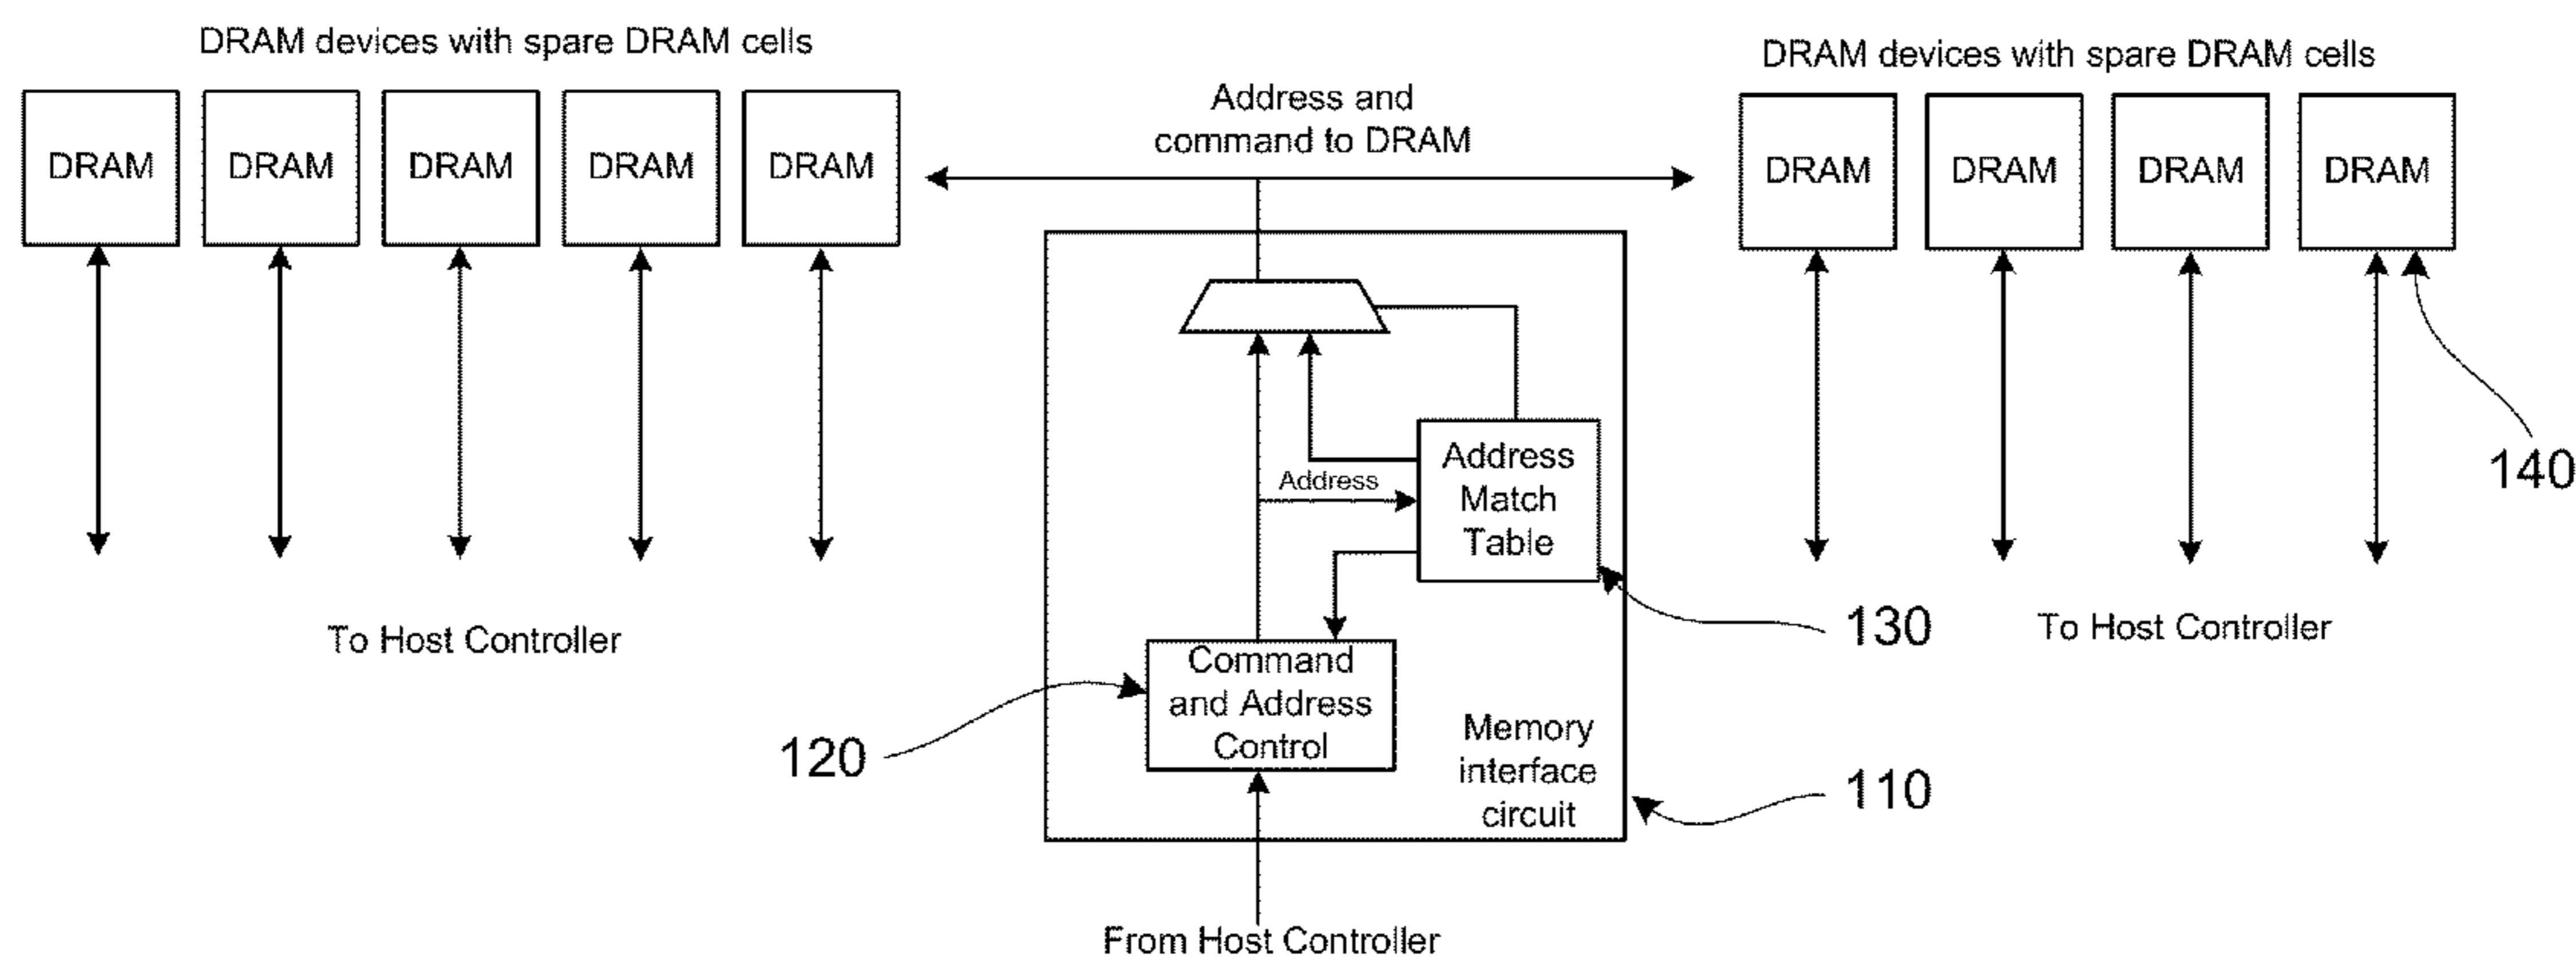 DRAM devices with spare DRAM cells
DRAM devices with spare DRAM cells
DRAM
DRAM
DRAM
DRAM
DRAM
Address and
command to DRAM
DRAM
DRAM
DRAM
DRAM
140
Address
Address
Match
Table
130
To Host Controller
To Host Controller
Command
and Address
Control
120
Memory
interface
circuit
110
From Host Controller